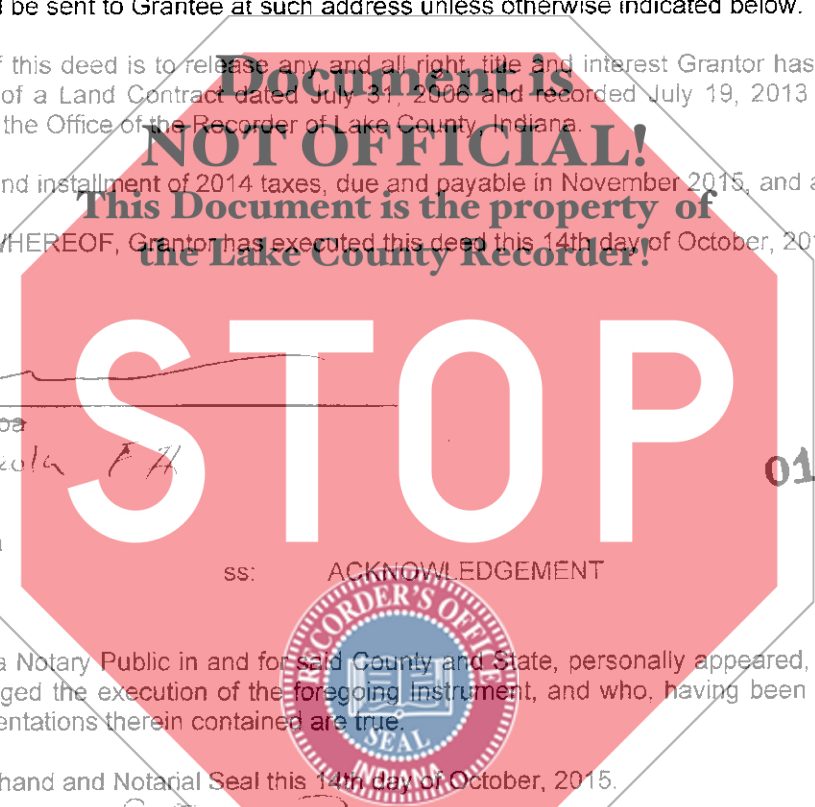 l be sent to Grantee at such address unless otherwise indicated below.
f this deed is to release any and all right, title and interest Grantor has
Document is
of a Land Contract dated July 31, 2006 and recorded July 19, 2013
the Office of the Recorder of Lake County, Indiana.
NOT OFFICIAL!
nd installment of 2014 taxes, due and payable in November 2015, and a
This Document is the property of
WHEREOF, Grantor has executed this deed this 14th day of October, 201
the Lake County Recorder!
STOP
01
ss: ACKNOWLEDGEMENT
RECORDER'S OFFICE
a Notary Public in and for said County and State, personally appeared,
ged the execution of the foregoing Instrument, and who, having been
entations therein contained are true.
SEAL
INDIANA
hand and Notarial Seal this 14th day of October, 2015.